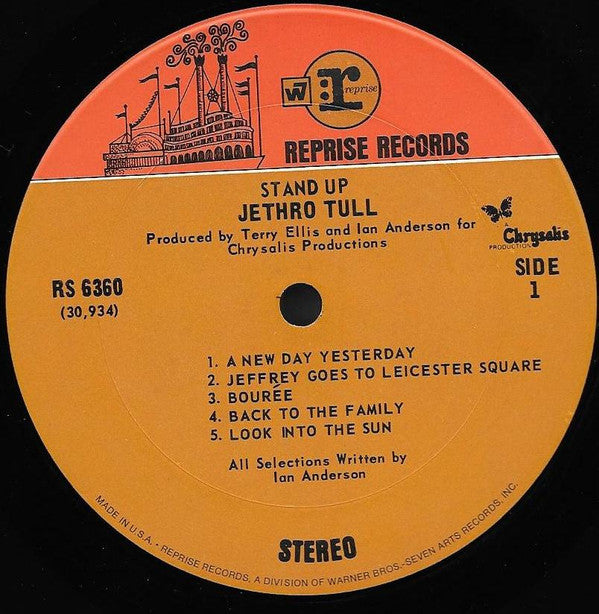 W7
r
reprise
REPRISE RECORDS
STAND UP
JETHRO TULL
Produced by Terry Ellis and Ian Anderson for
Chrysalis Productions
A
Chrysalis
PRODUCTION
RS 6360
(30,934)
SIDE
1
1. A NEW DAY YESTERDAY
2. JEFFREY GOES TO LEICESTER SQUARE
3. BOURÉE
4. BACK TO THE FAMILY
5. LOOK INTO THE SUN
All Selections Written by
Ian Anderson
STEREO
MADE IN U.S.A. • REPRISE RECORDS, A DIVISION OF WARNER BROS.-SEVEN ARTS RECORDS, INC.